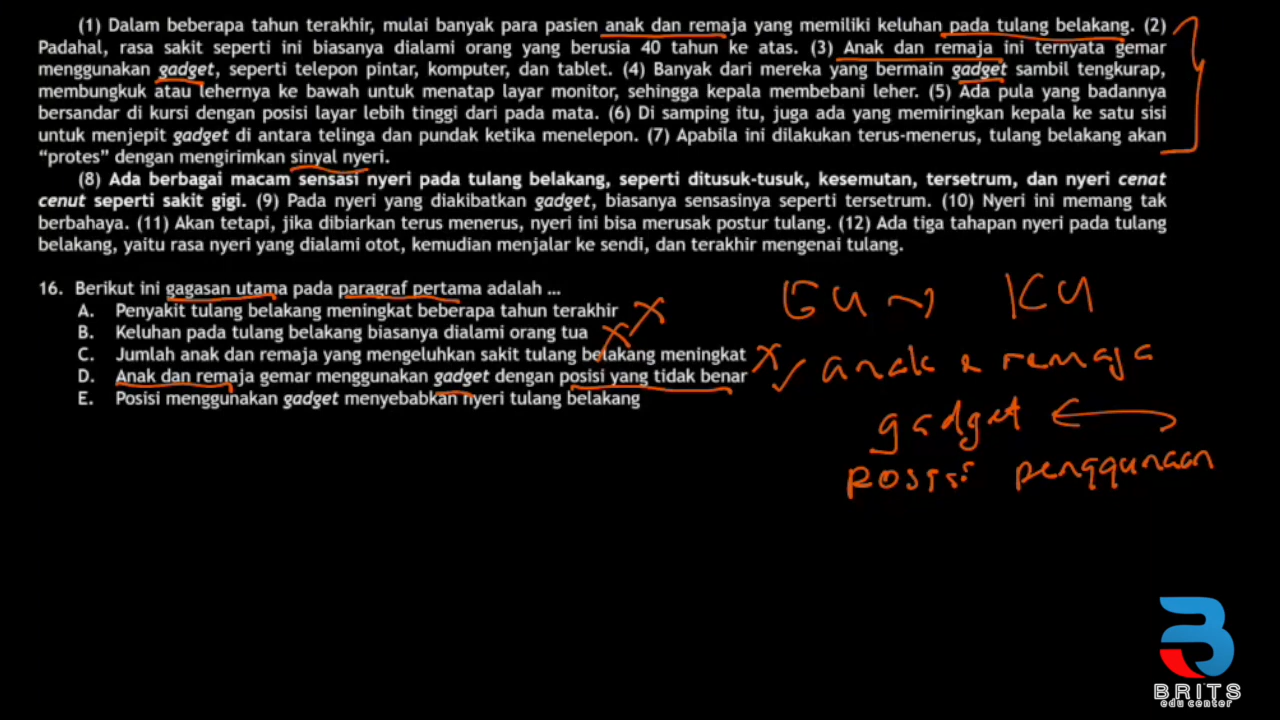 (1) Dalam beberapa tahun terakhir, mulai banyak para pasien anak dan remaja yang memiliki keluhan pada tulang belakang. (2)
Padahal, rasa sakit seperti ini biasanya dialami orang yang berusia 40 tahun ke atas. (3) Anak dan remaja ini ternyata gemar
menggunakan gadget, seperti telepon pintar, komputer, dan tablet. (4) Banyak dari mereka yang bermain gadget sambil tengkurap,
membungkuk atau lehernya ke bawah untuk menatap layar monitor, sehingga kepala membebani leher. (5) Ada pula yang badannya
bersandar di kursi dengan posisi layar lebih tinggi dari pada mata. (6) Di samping itu, juga ada yang memiringkan kepala ke satu sisi
untuk menjepit gadget di antara telinga dan pundak ketika menelepon. (7) Apabila ini dilakukan terus-menerus, tulang belakang akan
“protes” dengan mengirimkan sinyal nyeri.
(8) Ada berbagai macam sensasi nyeri pada tulang belakang, seperti ditusuk-tusuk, kesemutan, tersetrum, dan nyeri cenat
cenut seperti sakit gigi. (9) Pada nyeri yang diakibatkan gadget, biasanya sensasinya seperti tersetrum. (10) Nyeri ini memang tak
berbahaya. (11) Akan tetapi, jika dibiarkan terus menerus, nyeri ini bisa merusak postur tulang. (12) Ada tiga tahapan nyeri pada tulang
belakang, yaitu rasa nyeri yang dialami otot, kemudian menjalar ke sendi, dan terakhir mengenai tulang.
16. Berikut ini gagasan utama pada paragraf pertama adalah ...
A. Penyakit tulang belakang meningkat beberapa tahun terakhir
B. Keluhan pada tulang belakang biasanya dialami orang tua
C. Jumlah anak dan remaja yang mengeluhkan sakit tulang belakang meningkat
D. Anak dan remaja gemar menggunakan gadget dengan posisi yang tidak benar
E. Posisi menggunakan gadget menyebabkan nyeri tulang belakang
GU → KU
anak & remaja
gadget
posisi penggunaan
BRITS
edu center